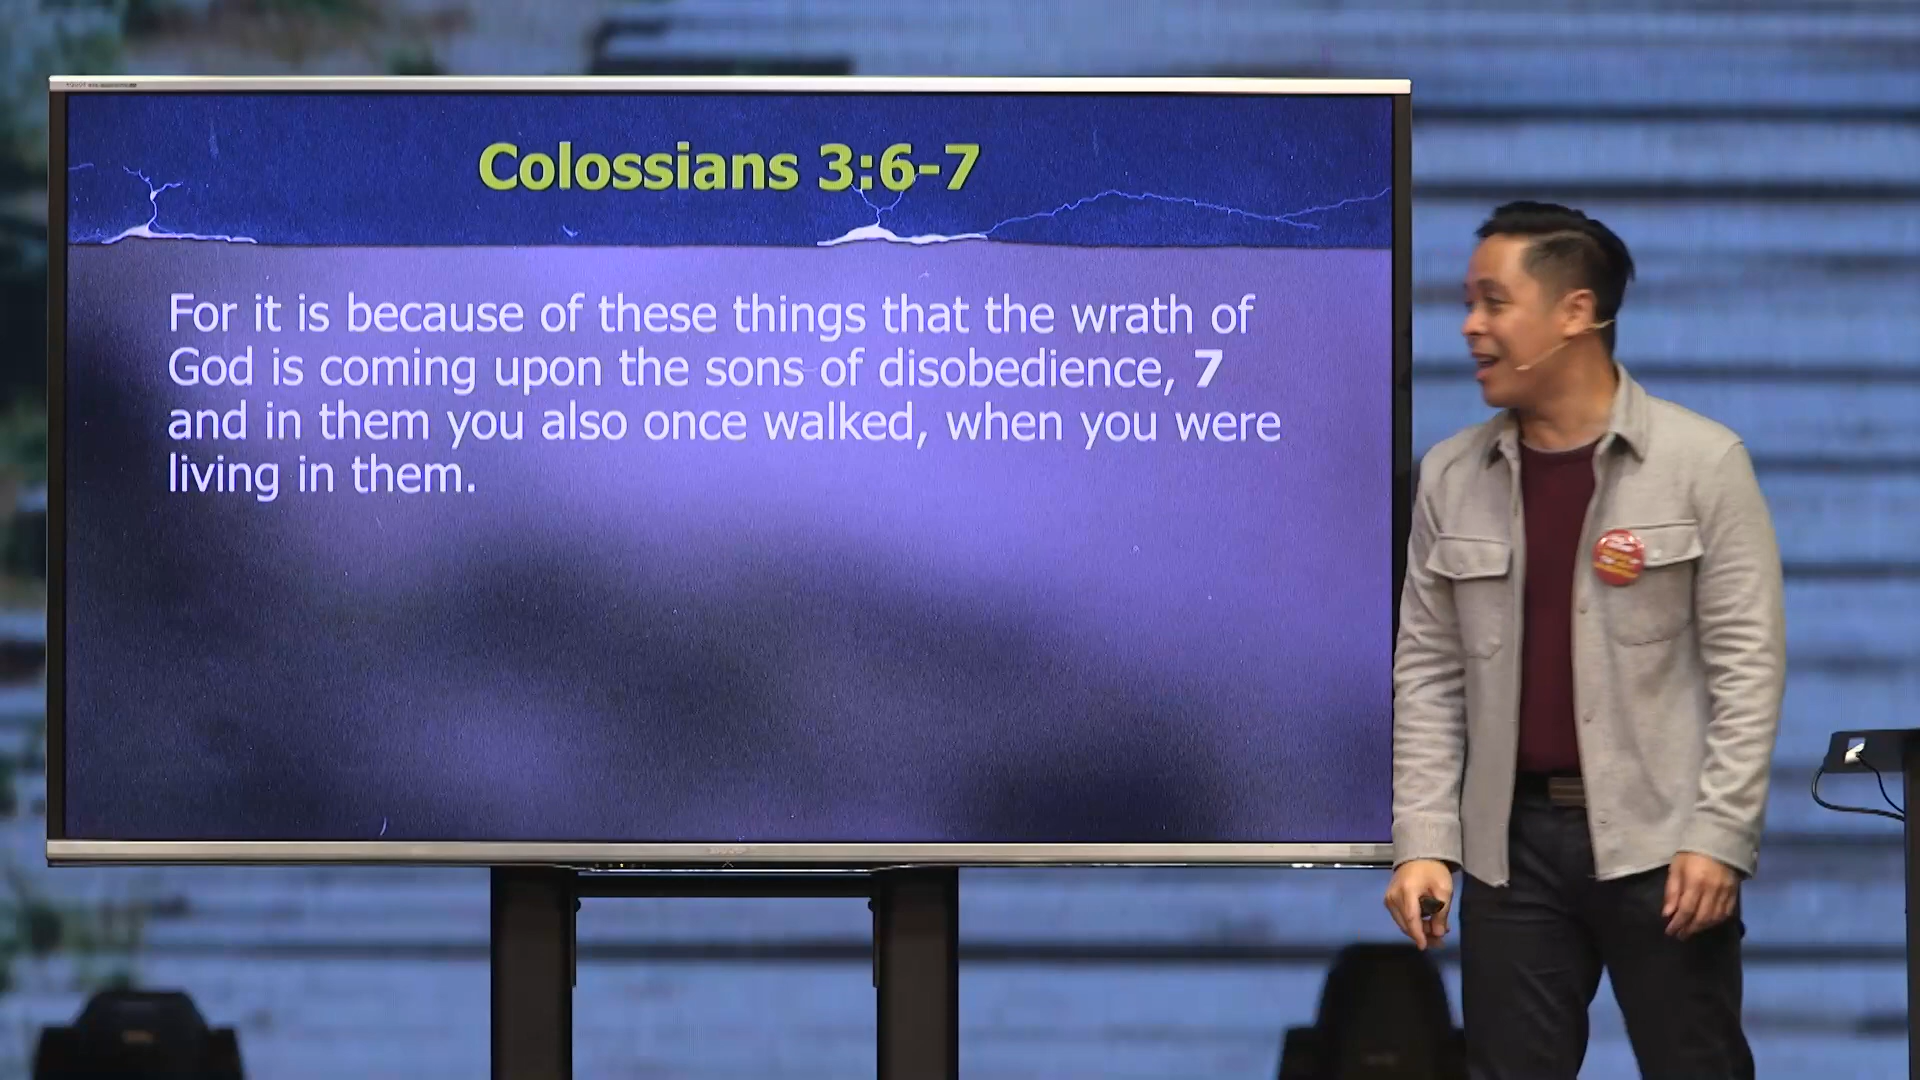 Colossians 3:6-7
For it is because of these things that the wrath of
God is coming upon the sons of disobedience, 7
and in them you also once walked, when you were
living in them.